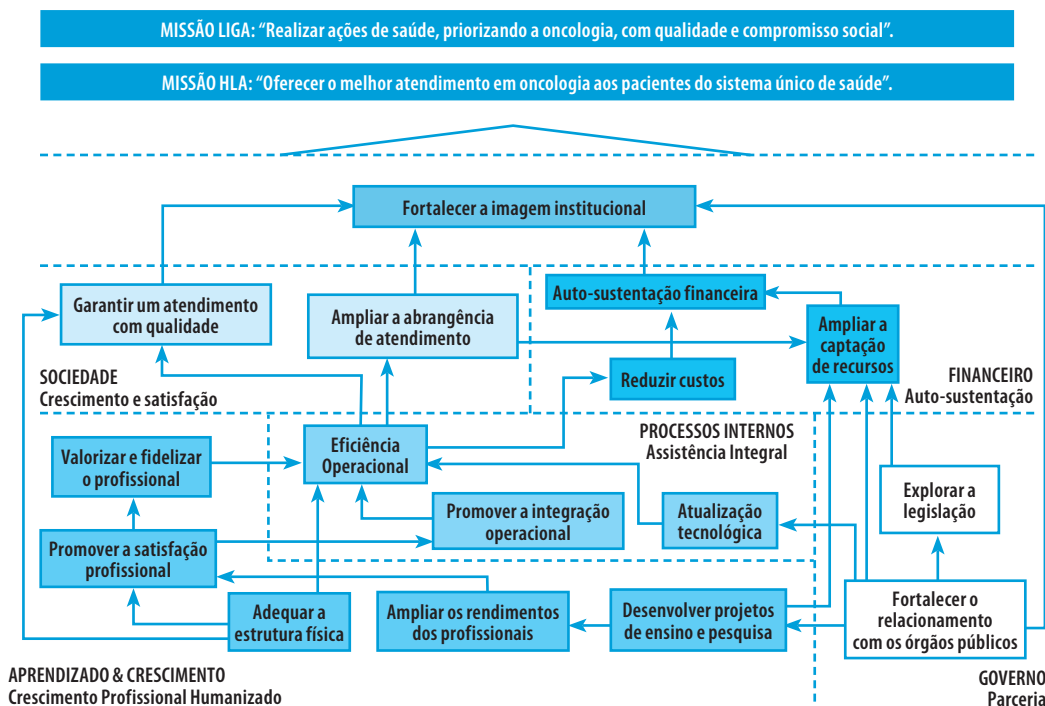 MISSÃO LIGA: “Realizar ações de saúde, priorizando a oncologia, com qualidade e compromisso social”.
MISSÃO HLA: “Oferecer o melhor atendimento em oncologia aos pacientes do sistema único de saúde”.
Fortalecer a imagem institucional
Garantir um atendimento
com qualidade
Ampliar a abrangência
de atendimento
Auto-sustentação financeira
Ampliar a
captação
de recursos
Reduzir custos
SOCIEDADE
Crescimento e satisfação
FINANCEIRO
Auto-sustentação
Valorizar e fidelizar
o profissional
Eficiência
Operacional
PROCESSOS INTERNOS
Assistência Integral
Promover a integração
operacional
Atualização
tecnológica
Explorar a
legislação
Promover a satisfação
profissional
Adequar a
estrutura física
Ampliar os rendimentos
dos profissionais
Desenvolver projetos
de ensino e pesquisa
Fortalecer o
relacionamento
com os órgãos públicos
APRENDIZADO & CRESCIMENTO
Crescimento Profissional Humanizado
GOVERNO
Parceria